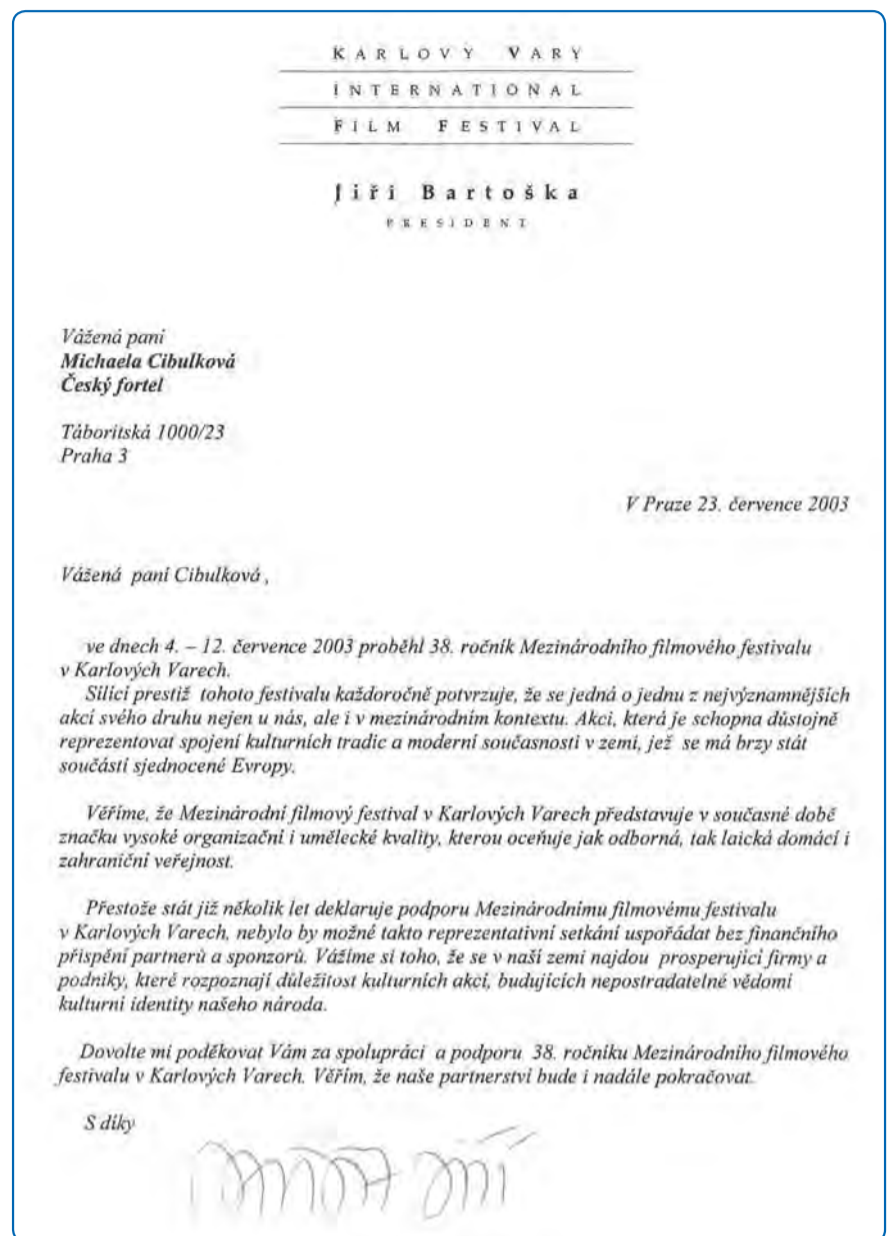 KARLOVY VARY
INTERNATIONAL
FILM FESTIVAL
Jiří Bartoška
PRESIDENT
Vážená paní
Michaela Cibulková
Český fortel
Táboritská 1000/23
Praha 3
V Praze 23. července 2003
Vážená paní Cibulková ,
ve dnech 4. – 12. července 2003 proběhl 38. ročník Mezinárodního filmového festivalu
v Karlových Varech.
Sílící prestiž tohoto festivalu každoročně potvrzuje, že se jedná o jednu z nejvýznamnějších
akcí svého druhu nejen u nás, ale i v mezinárodním kontextu. Akci, která je schopna důstojně
reprezentovat spojení kulturních tradic a moderní současnosti v zemi, jež se má brzy stát
součástí sjednocené Evropy.
Věříme, že Mezinárodní filmový festival v Karlových Varech představuje v současné době
značku vysoké organizační i umělecké kvality, kterou oceňuje jak odborná, tak laická domácí i
zahraniční veřejnost.
Přestože stát již několik let deklaruje podporu Mezinárodnímu filmovému festivalu
v Karlových Varech, nebylo by možné takto reprezentativní setkání uspořádat bez finančního
přispění partnerů a sponzorů. Vážíme si toho, že se v naší zemi najdou prosperující firmy a
podniky, které rozpoznají důležitost kulturních akcí, budujících nepostradatelné vědomí
kulturní identity našeho národa.
Dovolte mi poděkovat Vám za spolupráci a podporu 38. ročníku Mezinárodního filmového
festivalu v Karlových Varech. Věřím, že naše partnerství bude i nadále pokračovat.
S díky